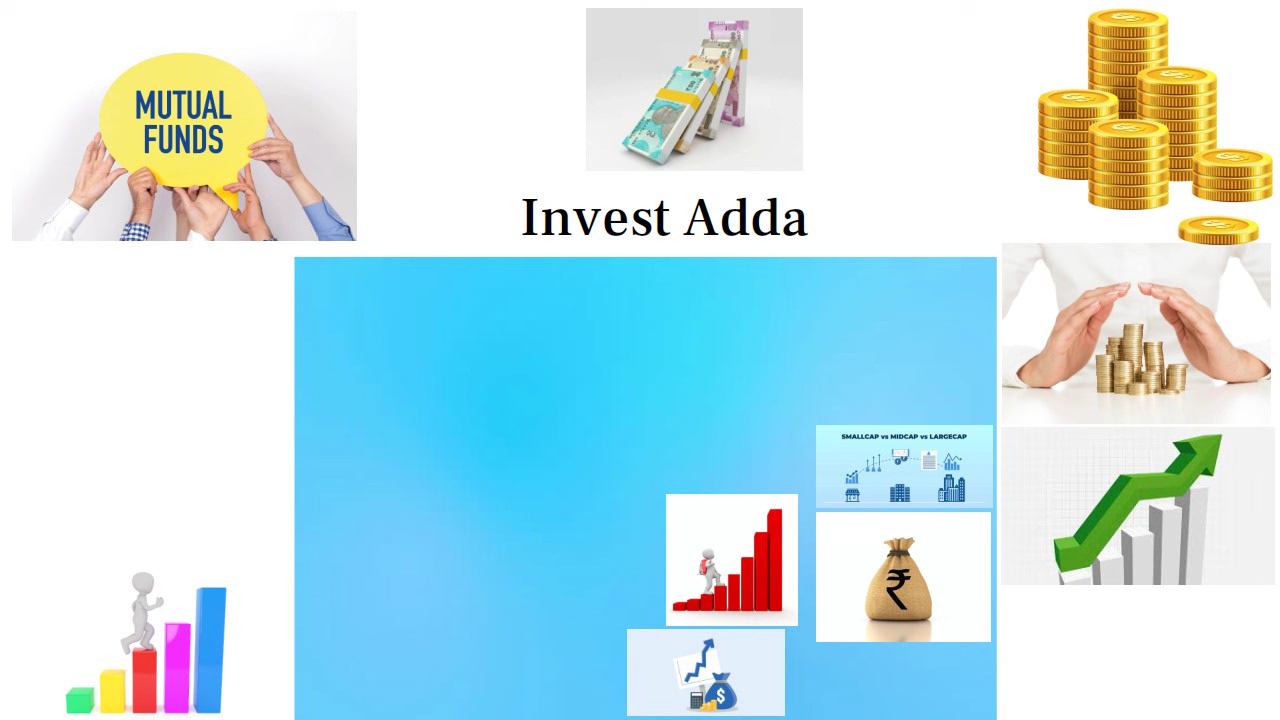 MUTUAL
FUNDS
Invest Adda
SMALLCAP vs MIDCAP vs LARGECAP
₹
$